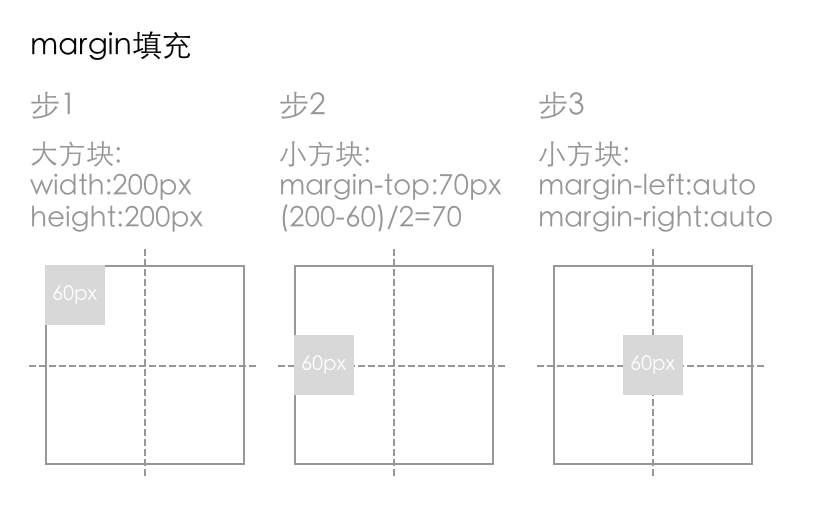 margin填充
步1
大方块:
width:200px
height:200px
60px
步2
小方块:
margin-top:70px
(200-60)/2=70
60px
步3
小方块:
margin-left:auto
margin-right:auto
60px